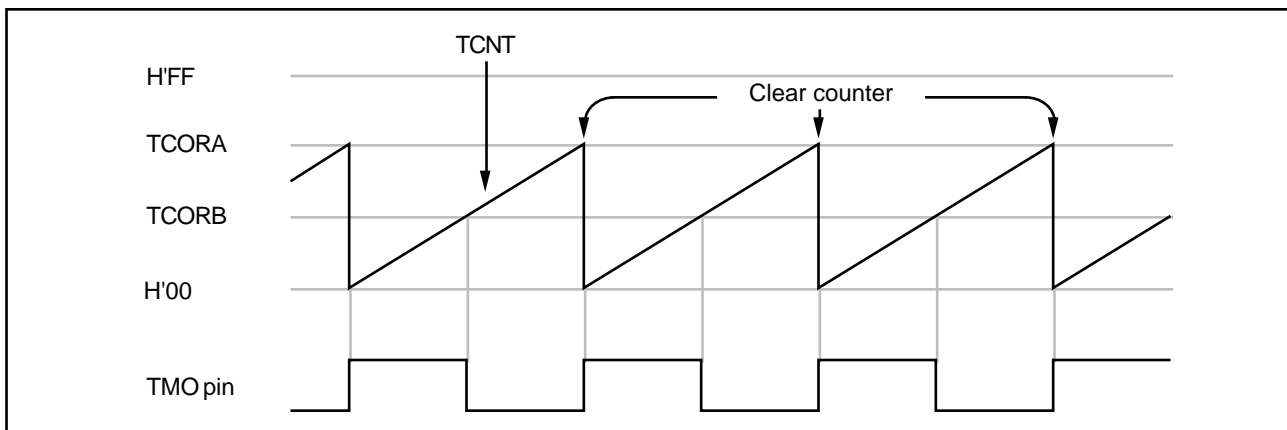 TCNT
H'FF
Clear counter
TCORA
TCORB
H'00
TMO pin